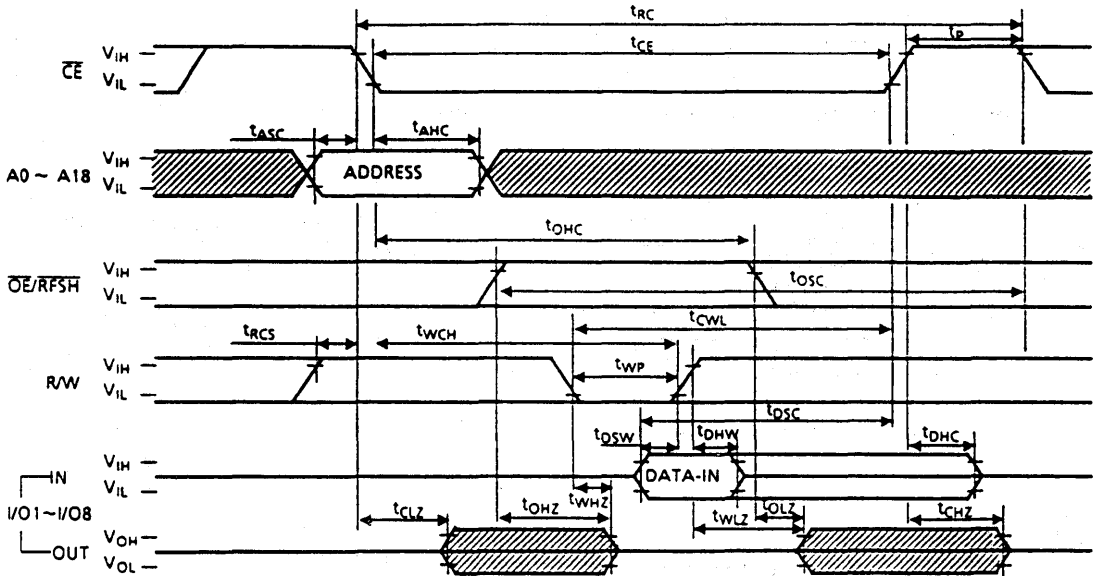 tRC
CE VIH VIL tCE tP
tASC tAHC
A0 ~ A18 VIH VIL ADDRESS
tOHC
OE/RFSH VIH VIL tOSC
tCWL
tRCS tWCH
R/W VIH VIL tWP
tDSC
tDSW tDHW tDHC
IN VIH VIL DATA-IN
tWHZ
I/O1~I/O8
tCLZ tOHZ tWLZ tOLZ tCHZ
OUT VOH VOL